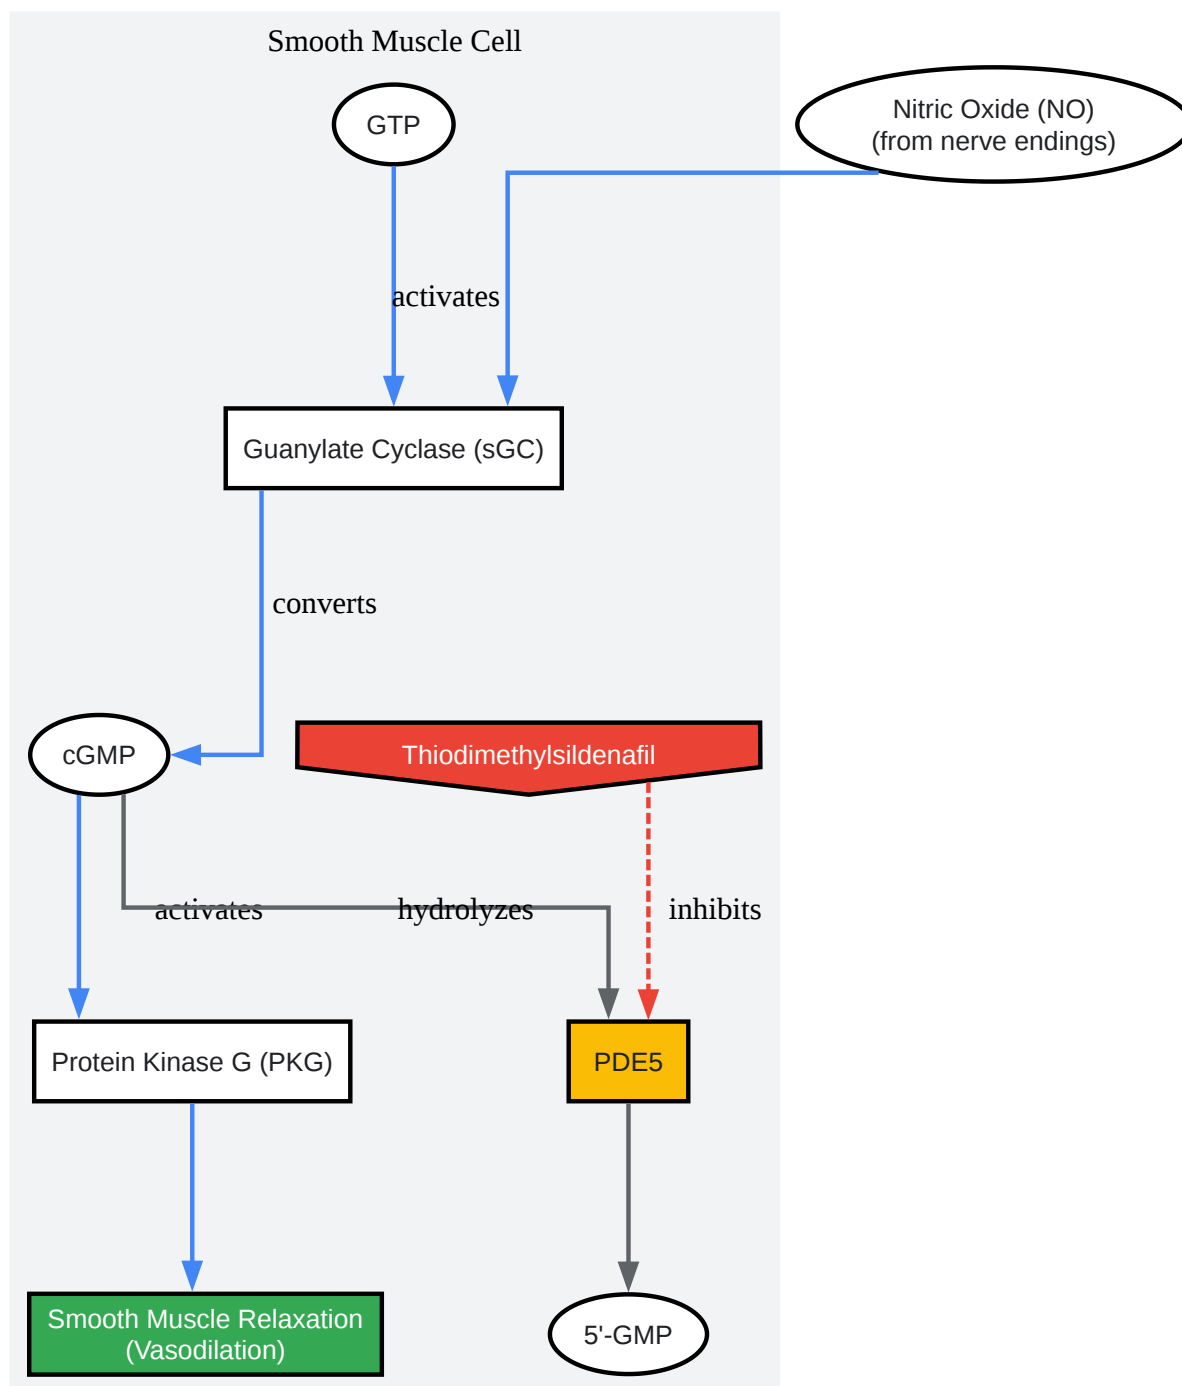 Smooth Muscle Cell
GTP
Nitric Oxide (NO)
(from nerve endings)
activates
Guanylate Cyclase (sGC)
converts
cGMP
Thiodimethylsildenafil
activates
hydrolyzes
inhibits
Protein Kinase G (PKG)
PDE5
Smooth Muscle Relaxation
(Vasodilation)
5'-GMP